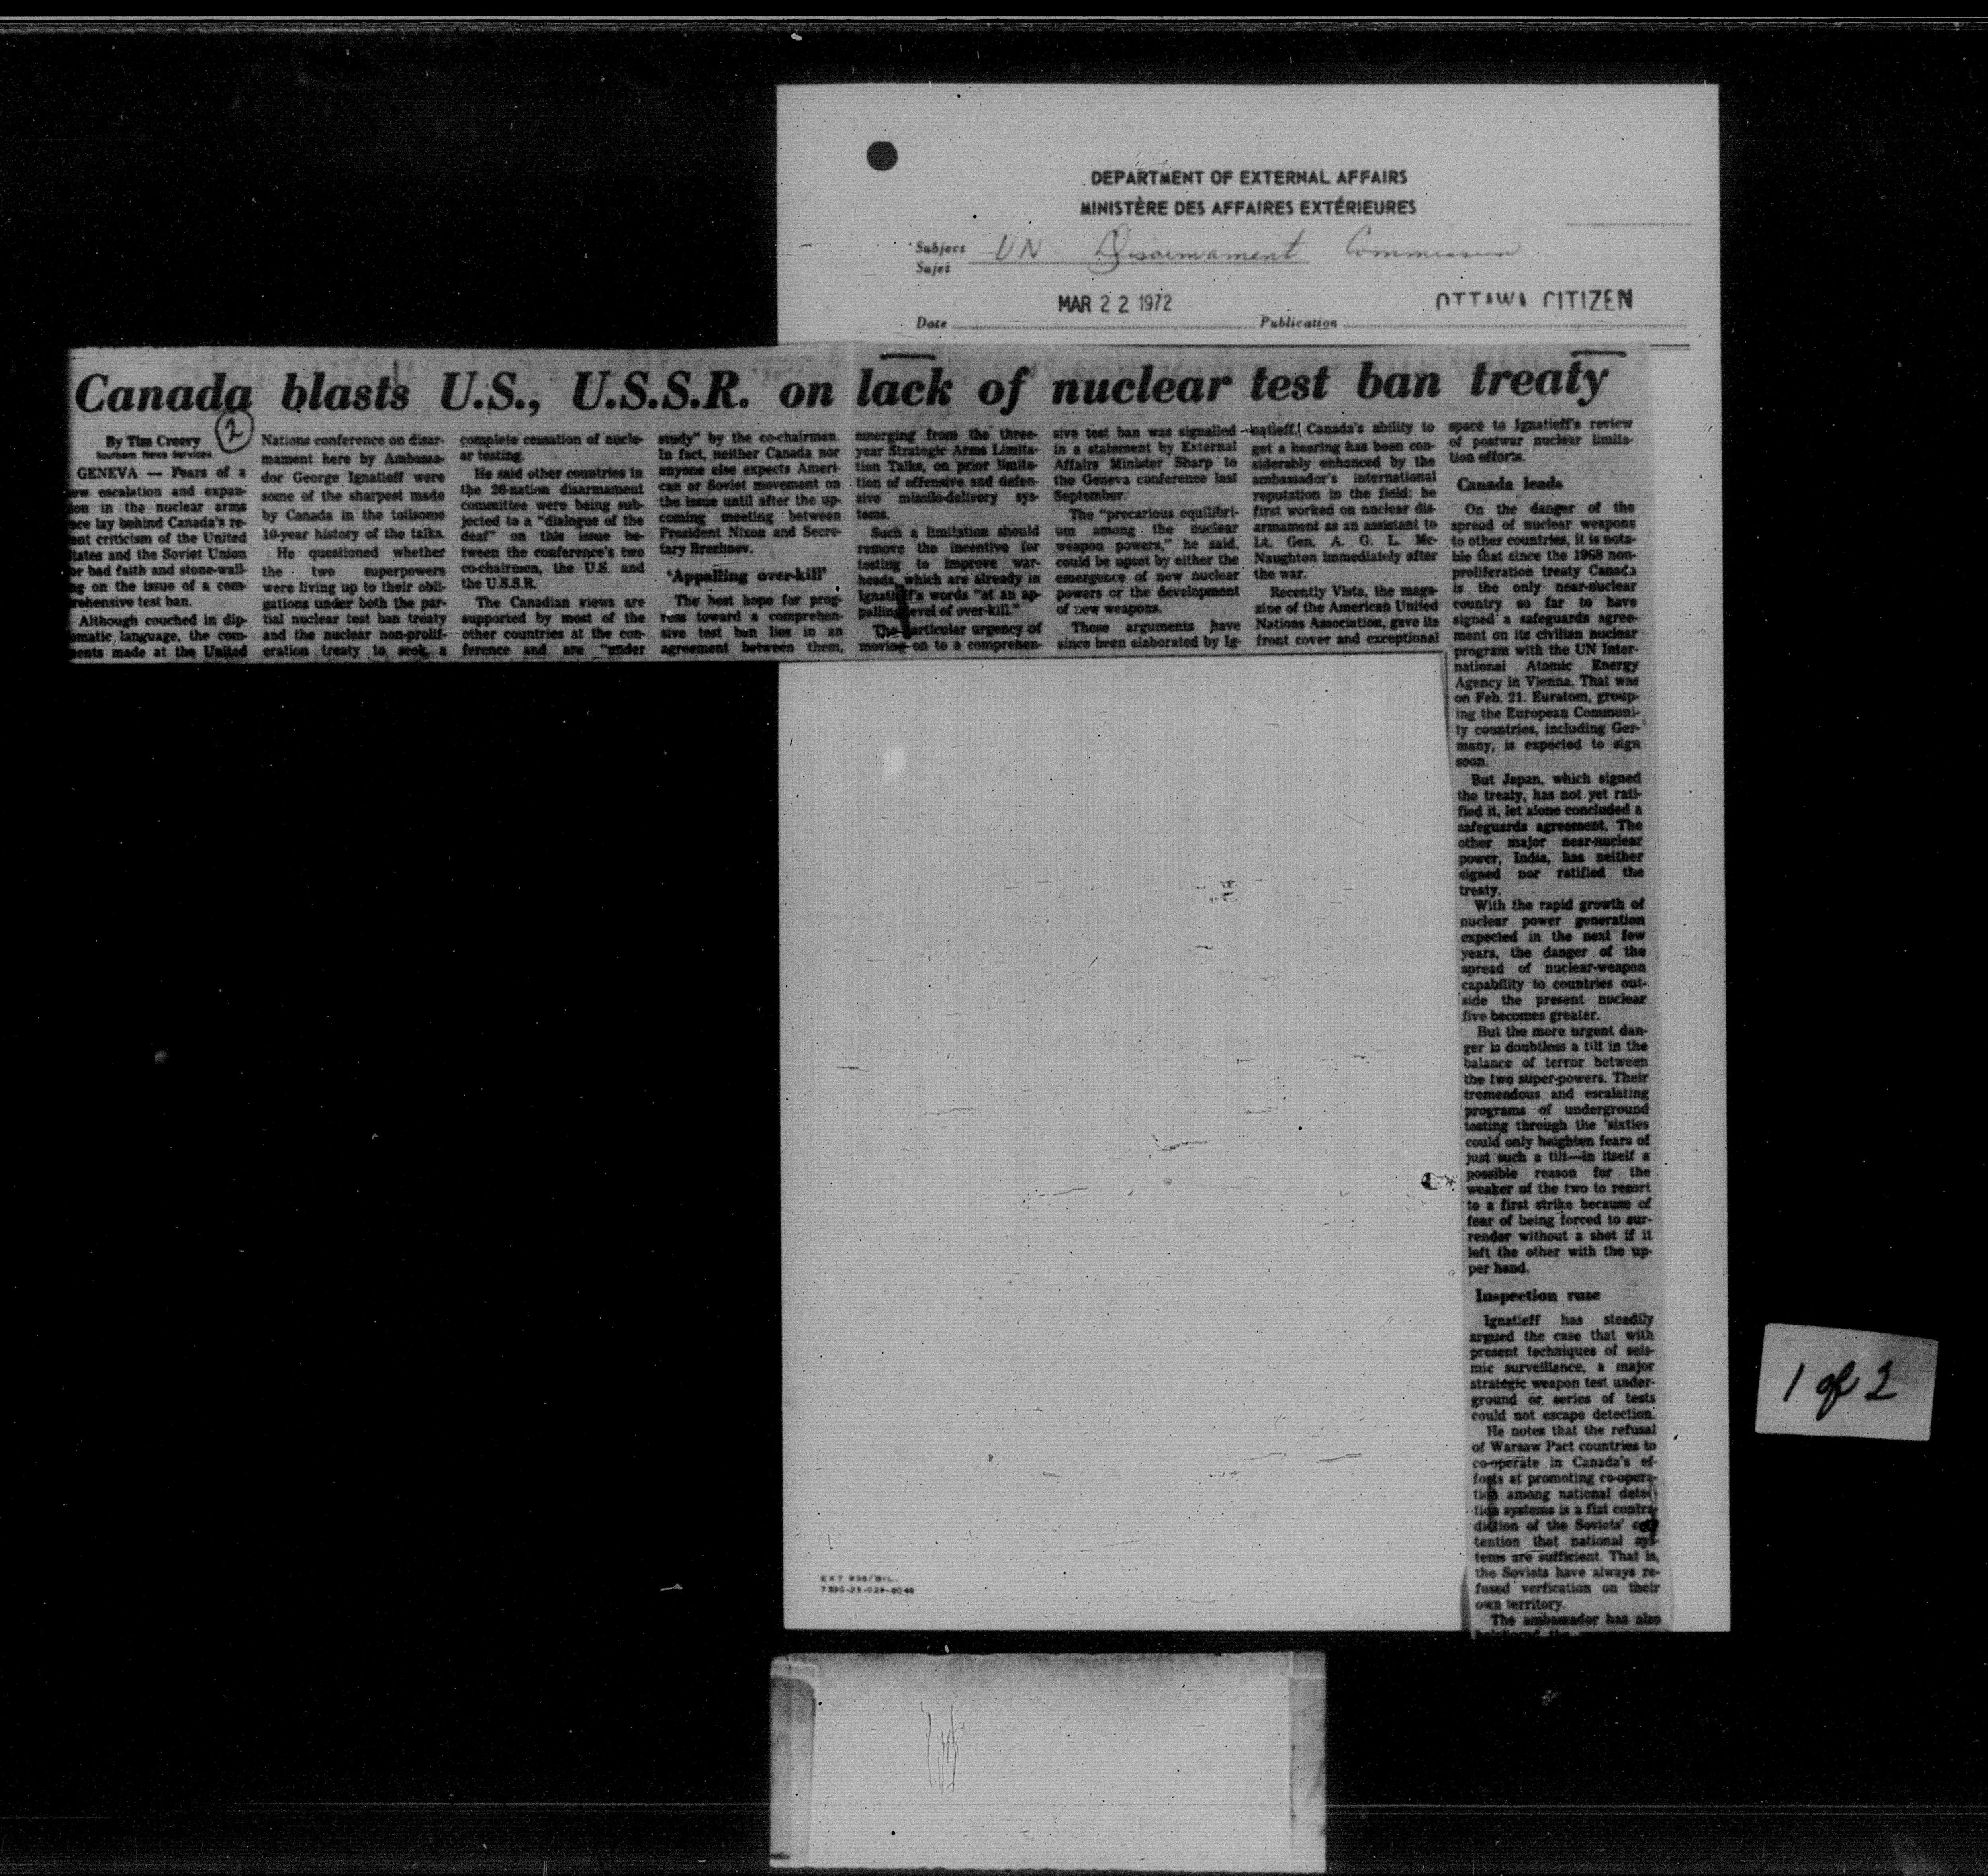 DEPARTMENT OF EXTERNAL AFFAIRS
MINISTÈRE DES AFFAIRES EXTÉRIEURES
Subject UN Disarmament Commission
Sujet
MAR 22 1972 OTTAWA CITIZEN
Date Publication
Canada blasts U.S., U.S.S.R. on lack of nuclear test ban treaty
2
By Tim Creery
Southam News Services
GENEVA — Fears of a
ew escalation and expan-
ion in the nuclear arms
ace lay behind Canada's re-
ent criticism of the United
tates and the Soviet Union
or bad faith and stone-wall-
ng on the issue of a com-
rehensive test ban.
Although couched in dip-
omatic language, the com-
ents made at the United
Nations conference on disar-
mament here by Ambassa-
dor George Ignatieff were
some of the sharpest made
by Canada in the toilsome
10-year history of the talks.
He questioned whether
the two superpowers
were living up to their obli-
gations under both the par-
tial nuclear test ban treaty
and the nuclear non-prolif-
eration treaty to seek a
complete cessation of nucle-
ar testing.
He said other countries in
the 26-nation disarmament
committee were being sub-
jected to a "dialogue of the
deaf" on this issue be-
tween the conference's two
co-chairmen, the U.S. and
the U.S.S.R.
The Canadian views are
supported by most of the
other countries at the con-
ference and are "under
study" by the co-chairmen.
In fact, neither Canada nor
anyone else expects Ameri-
can or Soviet movement on
the issue until after the up-
coming meeting between
President Nixon and Secre-
tary Breshnev.
'Appalling over-kill'
The best hope for prog-
ress toward a comprehen-
sive test ban lies in an
agreement between them,
emerging from the three-
year Strategic Arms Limita-
tion Talks, on prior limita-
tion of offensive and defen-
sive missile-delivery sys-
tems.
Such a limitation should
remove the incentive for
testing to improve war-
heads, which are already in
Ignatieff's words "at an ap-
palling level of over-kill."
The particular urgency of
moving on to a comprehen-
sive test ban was signalled
in a statement by External
Affairs Minister Sharp to
the Geneva conference last
September.
The "precarious equilibri-
um among the nuclear
weapon powers," he said,
could be upset by either the
emergence of new nuclear
powers or the development
of new weapons.
These arguments have
since been elaborated by Ig-
natieff. Canada's ability to
get a hearing has been con-
siderably enhanced by the
ambassador's international
reputation in the field: he
first worked on nuclear dis-
armament as an assistant to
Lt. Gen. A. G. L. Mc-
Naughton immediately after
the war.
Recently Vista, the maga-
zine of the American United
Nations Association, gave its
front cover and exceptional
space to Ignatieff's review
of postwar nuclear limita-
tion efforts.
Canada leads
On the danger of the
spread of nuclear weapons
to other countries, it is nota-
ble that since the 1968 non-
proliferation treaty Canada
is the only near-nuclear
country so far to have
signed a safeguards agree-
ment on its civilian nuclear
program with the UN Inter-
national Atomic Energy
Agency in Vienna. That was
on Feb. 21. Euratom, group-
ing the European Communi-
ty countries, including Ger-
many, is expected to sign
soon.
But Japan, which signed
the treaty, has not yet rati-
fied it, let alone concluded a
safeguards agreement. The
other major near-nuclear
power, India, has neither
signed nor ratified the
treaty.
With the rapid growth of
nuclear power generation
expected in the next few
years, the danger of the
spread of nuclear-weapon
capability to countries out-
side the present nuclear
five becomes greater.
But the more urgent dan-
ger is doubtless a tilt in the
balance of terror between
the two super-powers. Their
tremendous and escalating
programs of underground
testing through the 'sixties
could only heighten fears of
just such a tilt—in itself a
possible reason for the
weaker of the two to resort
to a first strike because of
fear of being forced to sur-
render without a shot if it
left the other with the up-
per hand.
Inspection ruse
Ignatieff has steadily
argued the case that with
present techniques of seis-
mic surveillance, a major
strategic weapon test under-
ground or series of tests
could not escape detection.
He notes that the refusal
of Warsaw Pact countries to
co-operate in Canada's ef-
forts at promoting co-opera-
tion among national detec-
tion systems is a flat contra-
diction of the Soviets' con-
tention that national sys-
tems are sufficient. That is,
the Soviets have always re-
fused verfication on their
own territory.
The ambassador has also
1 of 2
EXT 938/BIL.